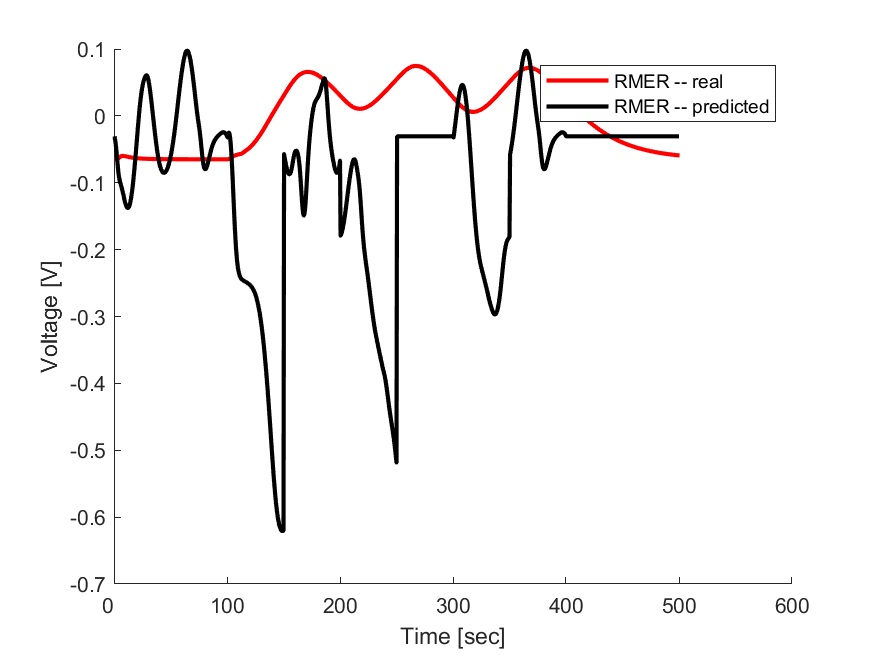 0.1
0
-0.1
-0.2
-0.3
-0.4
-0.5
-0.6
-0.7
Voltage [V]
RMER -- real
RMER -- predicted
0 100 200 300 400 500 600
Time [sec]